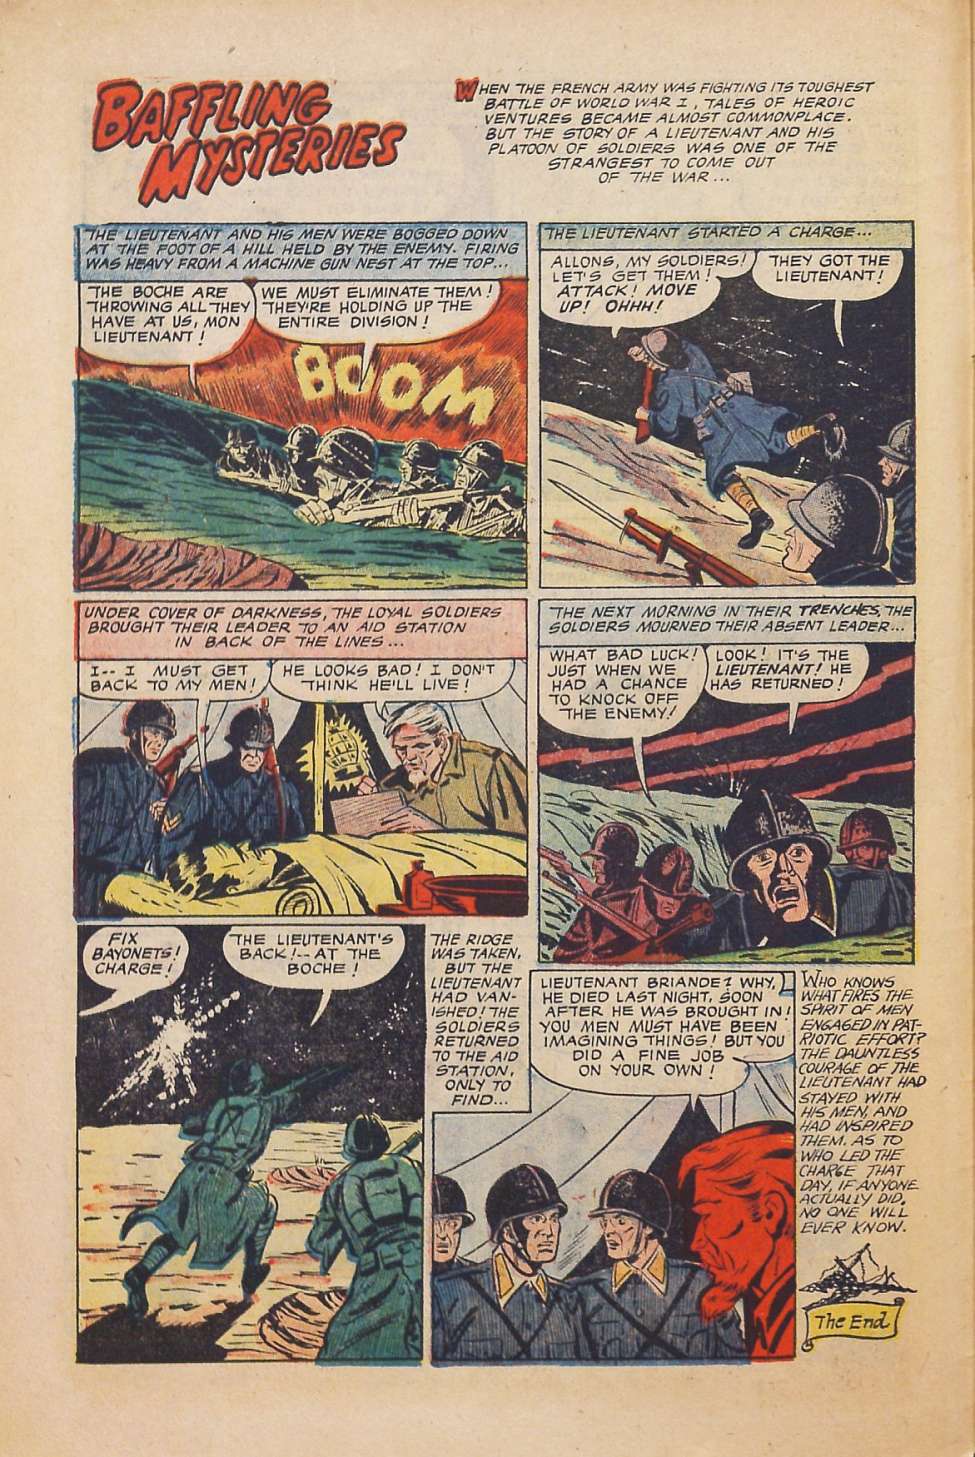 BAFFLING
MYSTERIES
WHEN THE FRENCH ARMY WAS FIGHTING ITS TOUGHEST
BATTLE OF WORLD WAR I, TALES OF HEROIC
VENTURES BECAME ALMOST COMMONPLACE.
BUT THE STORY OF A LIEUTENANT AND HIS
PLATOON OF SOLDIERS WAS ONE OF THE
STRANGEST TO COME OUT
OF THE WAR...
THE LIEUTENANT AND HIS MEN WERE BOGGED DOWN
AT THE FOOT OF A HILL HELD BY THE ENEMY. FIRING
WAS HEAVY FROM A MACHINE GUN NEST AT THE TOP...
THE BOCHE ARE
THROWING ALL THEY
HAVE AT US, MON
LIEUTENANT!
WE MUST ELIMINATE THEM!
THEY'RE HOLDING UP THE
ENTIRE DIVISION!
BOOM
THE LIEUTENANT STARTED A CHARGE...
ALLONS, MY SOLDIERS!
LET'S GET THEM!
ATTACK! MOVE
UP! OHHH!
THEY GOT THE
LIEUTENANT!
UNDER COVER OF DARKNESS, THE LOYAL SOLDIERS
BROUGHT THEIR LEADER TO AN AID STATION
IN BACK OF THE LINES...
I-- I MUST GET
BACK TO MY MEN!
HE LOOKS BAD! I DON'T
THINK HE'LL LIVE!
THE NEXT MORNING IN THEIR TRENCHES, THE
SOLDIERS MOURNED THEIR ABSENT LEADER...
WHAT BAD LUCK!
JUST WHEN WE
HAD A CHANCE
TO KNOCK OFF
THE ENEMY!
LOOK! IT'S THE
LIEUTENANT! HE
HAS RETURNED!
FIX
BAYONETS!
CHARGE!
THE LIEUTENANT'S
BACK!-- AT THE
BOCHE!
THE RIDGE
WAS TAKEN,
BUT THE
LIEUTENANT
HAD VAN-
ISHED! THE
SOLDIERS
RETURNED
TO THE AID
STATION,
ONLY TO
FIND...
LIEUTENANT BRIANDE? WHY,
HE DIED LAST NIGHT, SOON
AFTER HE WAS BROUGHT IN!
YOU MEN MUST HAVE BEEN
IMAGINING THINGS! BUT YOU
DID A FINE JOB
ON YOUR OWN!
WHO KNOWS
WHAT FIRES THE
SPIRIT OF MEN
ENGAGED IN PAT-
RIOTIC EFFORT?
THE DAUNTLESS
COURAGE OF THE
LIEUTENANT HAD
STAYED WITH
HIS MEN, AND
HAD INSPIRED
THEM. AS TO
WHO LED THE
CHARGE THAT
DAY, IF ANYONE
ACTUALLY DID,
NO ONE WILL
EVER KNOW.
The End